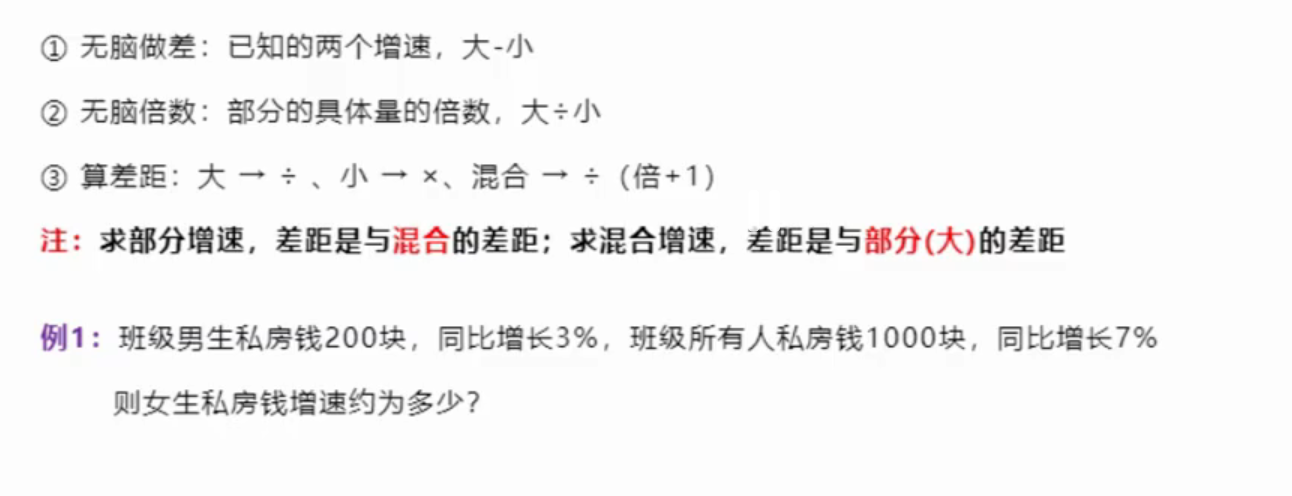 ① 无脑做差：已知的两个增速，大-小
② 无脑倍数：部分的具体量的倍数，大÷小
③ 算差距：大 → ÷ 、小 → ×、混合 → ÷（倍+1）
注：求部分增速，差距是与混合的差距；求混合增速，差距是与部分(大)的差距
例1：班级男生私房钱200块，同比增长3%，班级所有人私房钱1000块，同比增长7%
则女生私房钱增速约为多少？